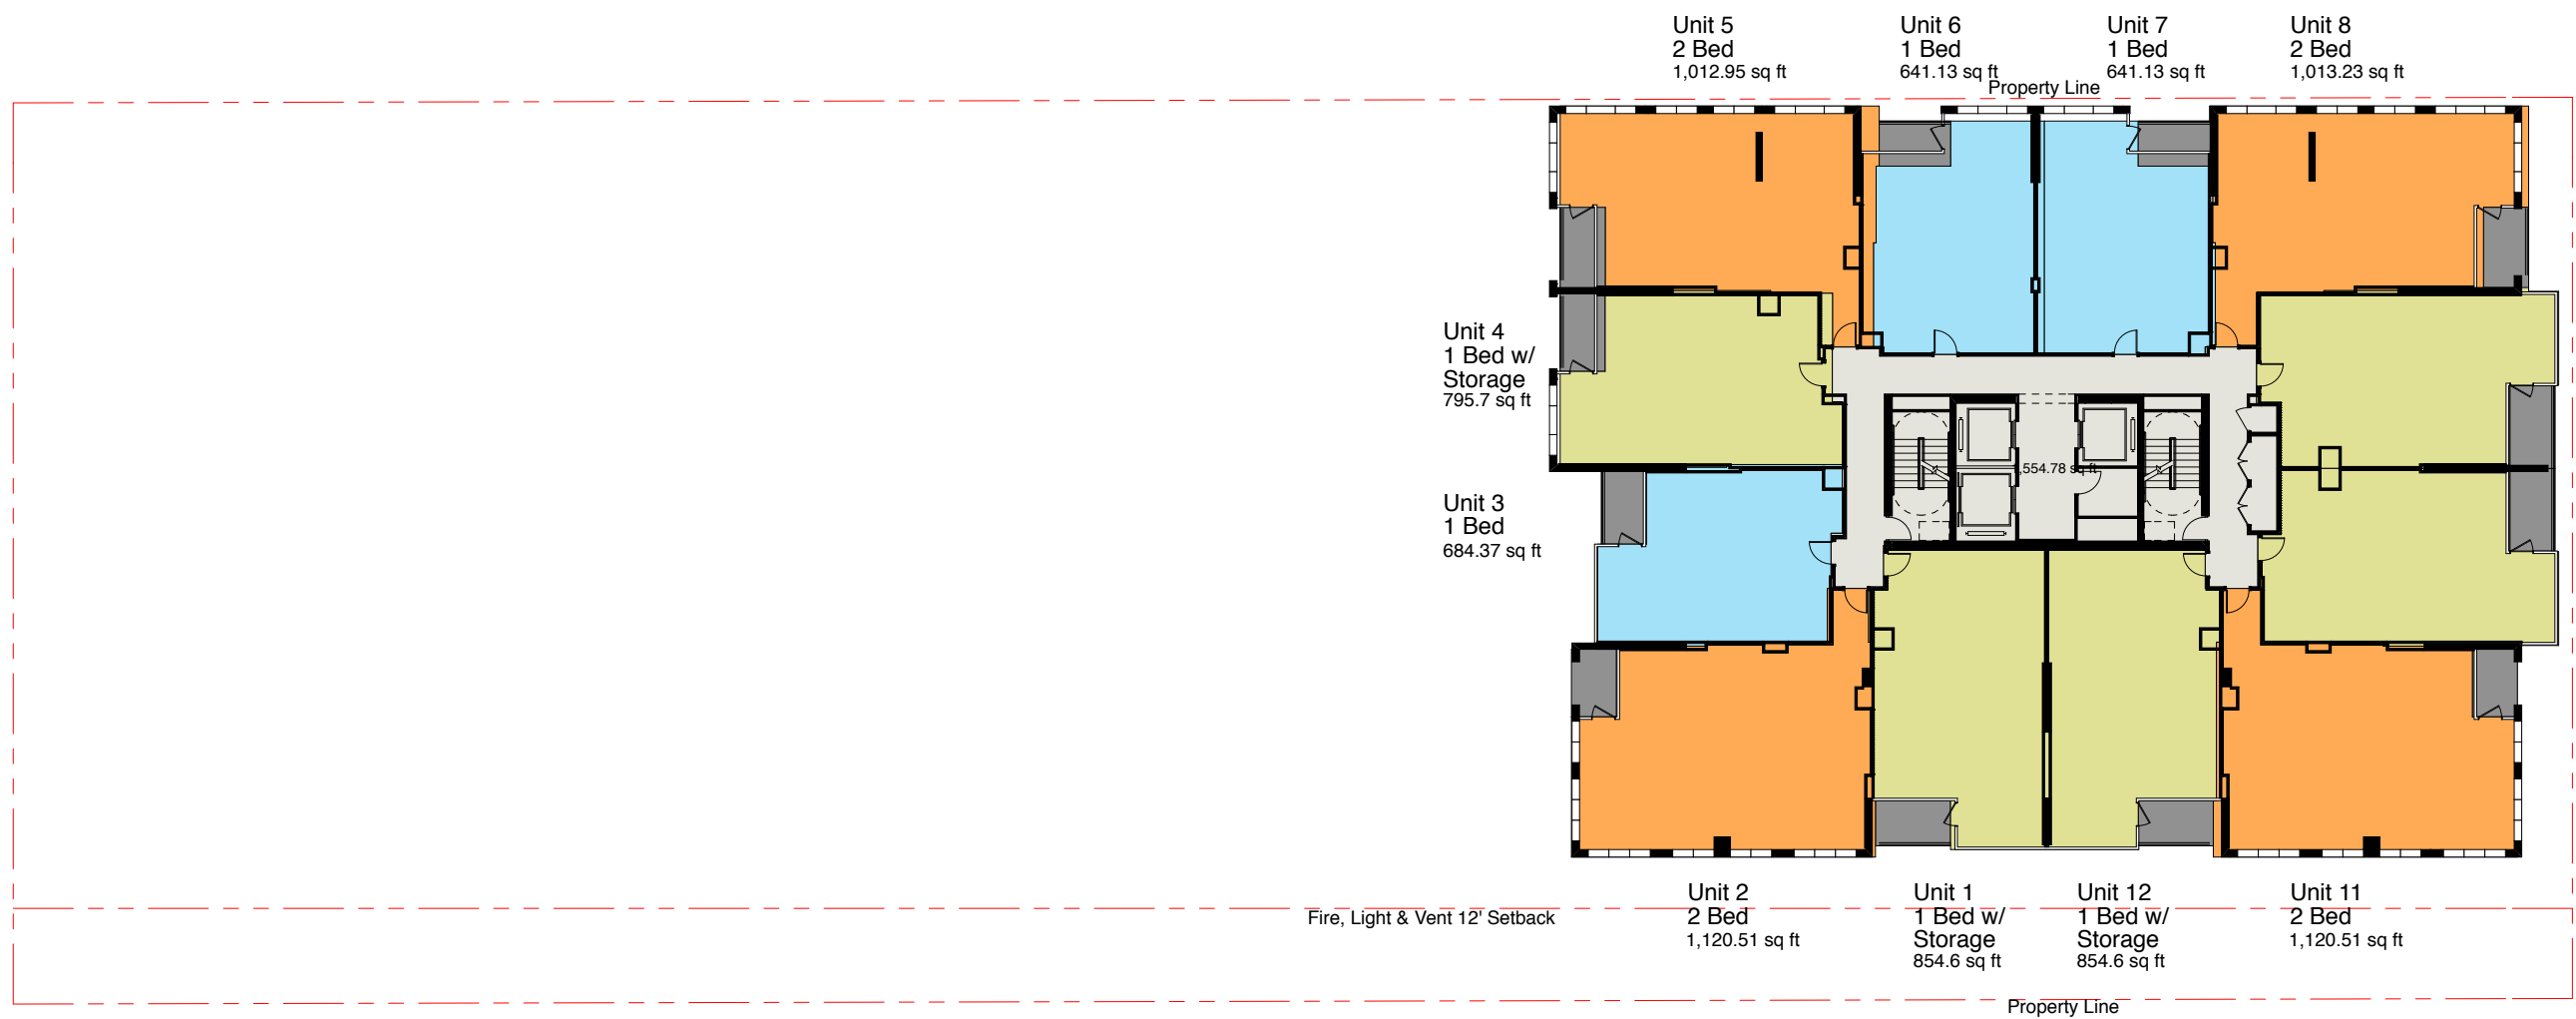 Unit 5
2 Bed
1,012.95 sq ft
Unit 6
1 Bed
641.13 sq ft
Unit 7
1 Bed
641.13 sq ft
Unit 8
2 Bed
1,013.23 sq ft
Property Line
Unit 4
1 Bed w/
Storage
795.7 sq ft
,554.78 sq ft
Unit 3
1 Bed
684.37 sq ft
Fire, Light & Vent 12' Setback
Unit 2
2 Bed
1,120.51 sq ft
Unit 1
1 Bed w/
Storage
854.6 sq ft
Unit 12
1 Bed w/
Storage
854.6 sq ft
Unit 11
2 Bed
1,120.51 sq ft
Property Line